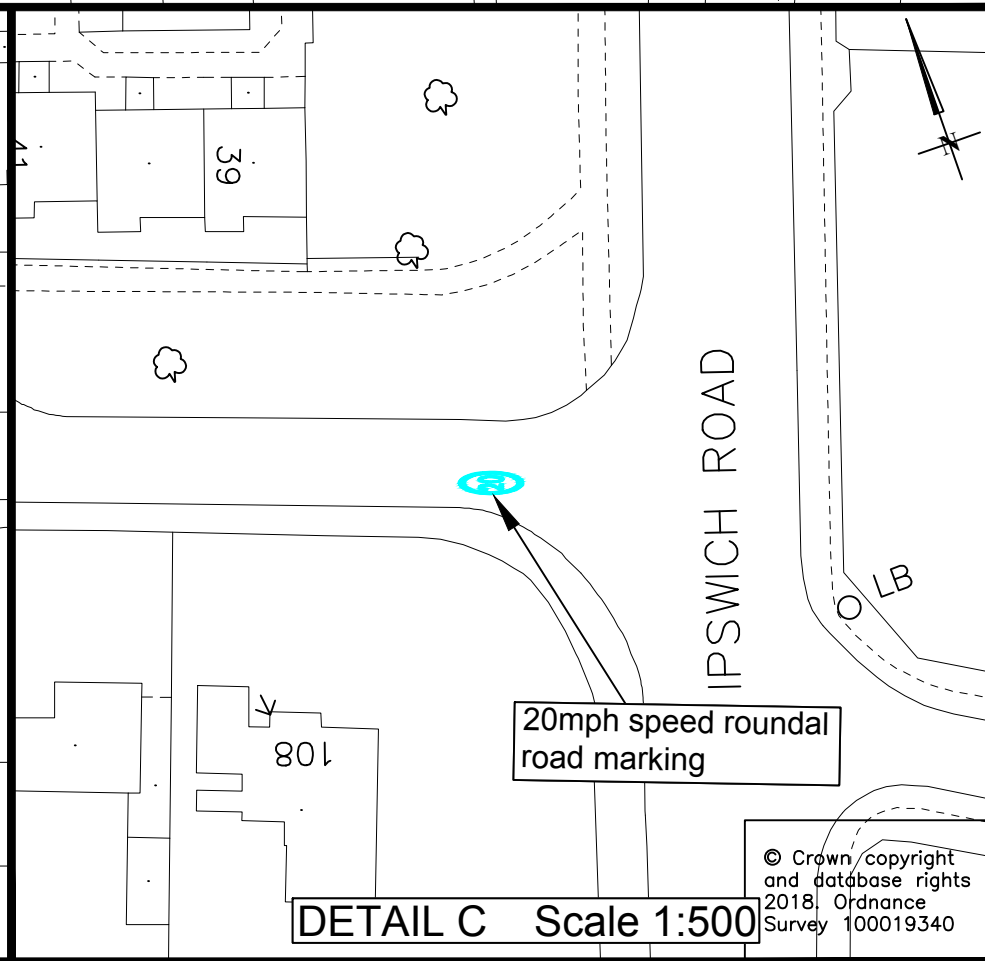 41
39
N
IPSWICH ROAD
LB
20mph speed roundal
road marking
108
© Crown copyright
and database rights
2018. Ordnance
Survey 100019340
DETAIL C Scale 1:500